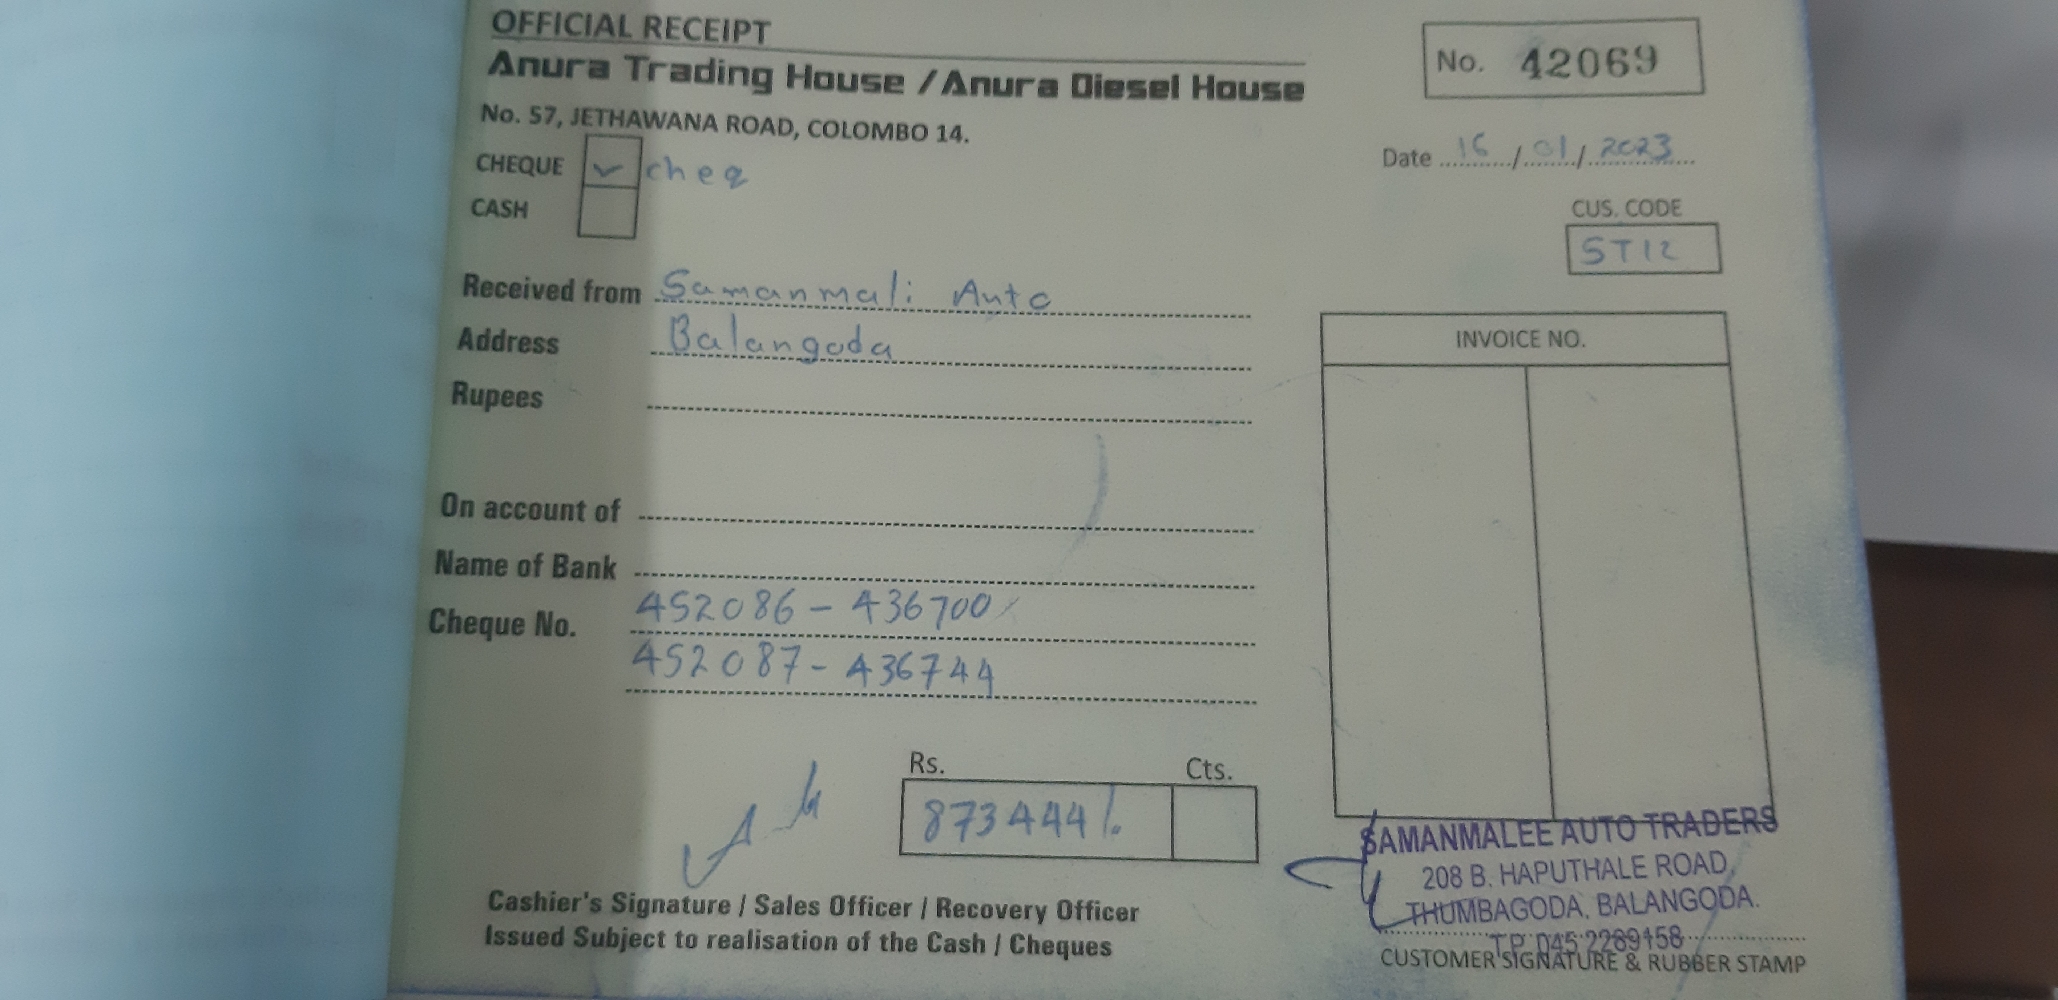 OFFICIAL RECEIPT
Anura Trading House / Anura Diesel House
No. 57, JETHAWANA ROAD, COLOMBO 14.
No. 42069
Date 16 / 01 / 2023
CHEQUE ✓ cheq
CASH
CUS. CODE
ST12
Received from Samanmali Auto
Address Balangoda
Rupees
INVOICE NO.
On account of
Name of Bank
Cheque No. 452086 - 436700
452087 - 436744
Rs. Cts.
873444/.
Cashier's Signature / Sales Officer / Recovery Officer
Issued Subject to realisation of the Cash / Cheques
SAMANMALEE AUTO TRADERS
208 B. HAPUTHALE ROAD,
THUMBAGODA, BALANGODA.
T.P. 045 2289158
CUSTOMER SIGNATURE & RUBBER STAMP